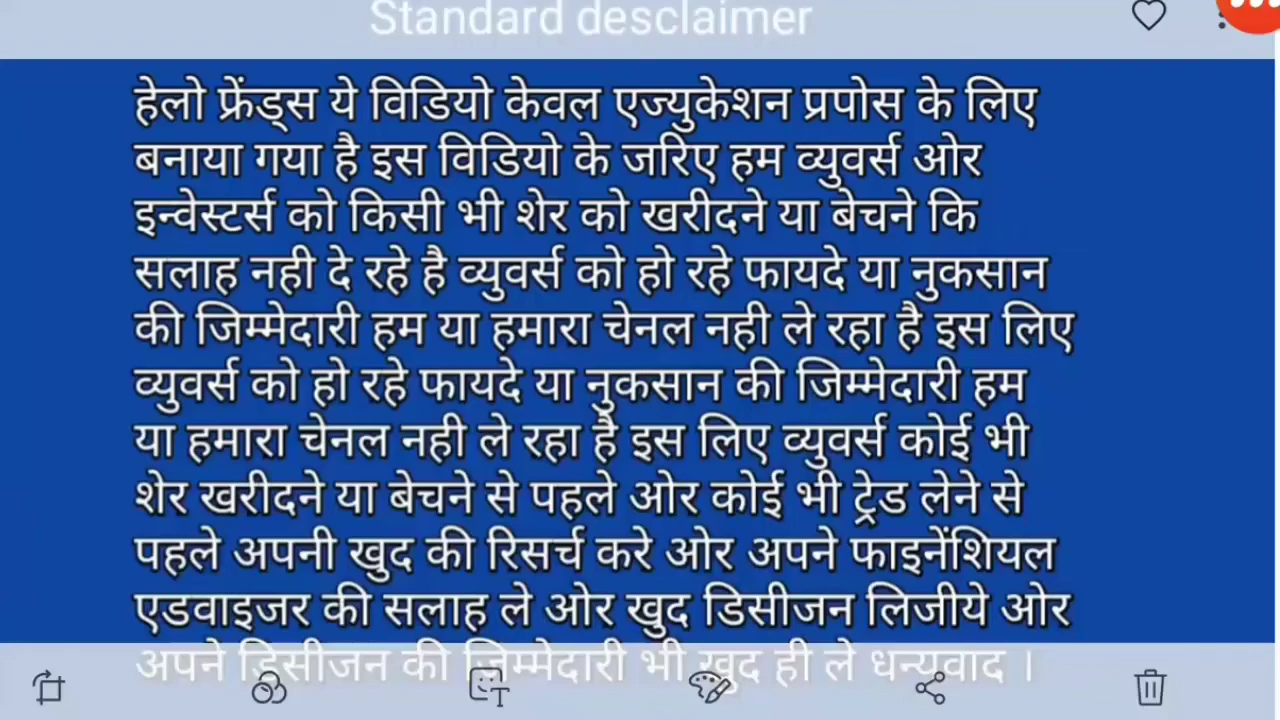 Standard desclaimer
हेलो फ्रेंड्स ये विडियो केवल एज्युकेशन प्रपोस के लिए
बनाया गया है इस विडियो के जरिए हम व्युवर्स ओर
इन्वेस्टर्स को किसी भी शेर को खरीदने या बेचने कि
सलाह नही दे रहे है व्युवर्स को हो रहे फायदे या नुकसान
की जिम्मेदारी हम या हमारा चेनल नही ले रहा है इस लिए
व्युवर्स को हो रहे फायदे या नुकसान की जिम्मेदारी हम
या हमारा चेनल नही ले रहा है इस लिए व्युवर्स कोई भी
शेर खरीदने या बेचने से पहले ओर कोई भी ट्रेड लेने से
पहले अपनी खुद की रिसर्च करे ओर अपने फाइनेंशियल
एडवाइजर की सलाह ले ओर खुद डिसीजन लिजीये ओर
अपने डिसीजन की जिम्मेदारी भी खुद ही ले धन्यवाद ।